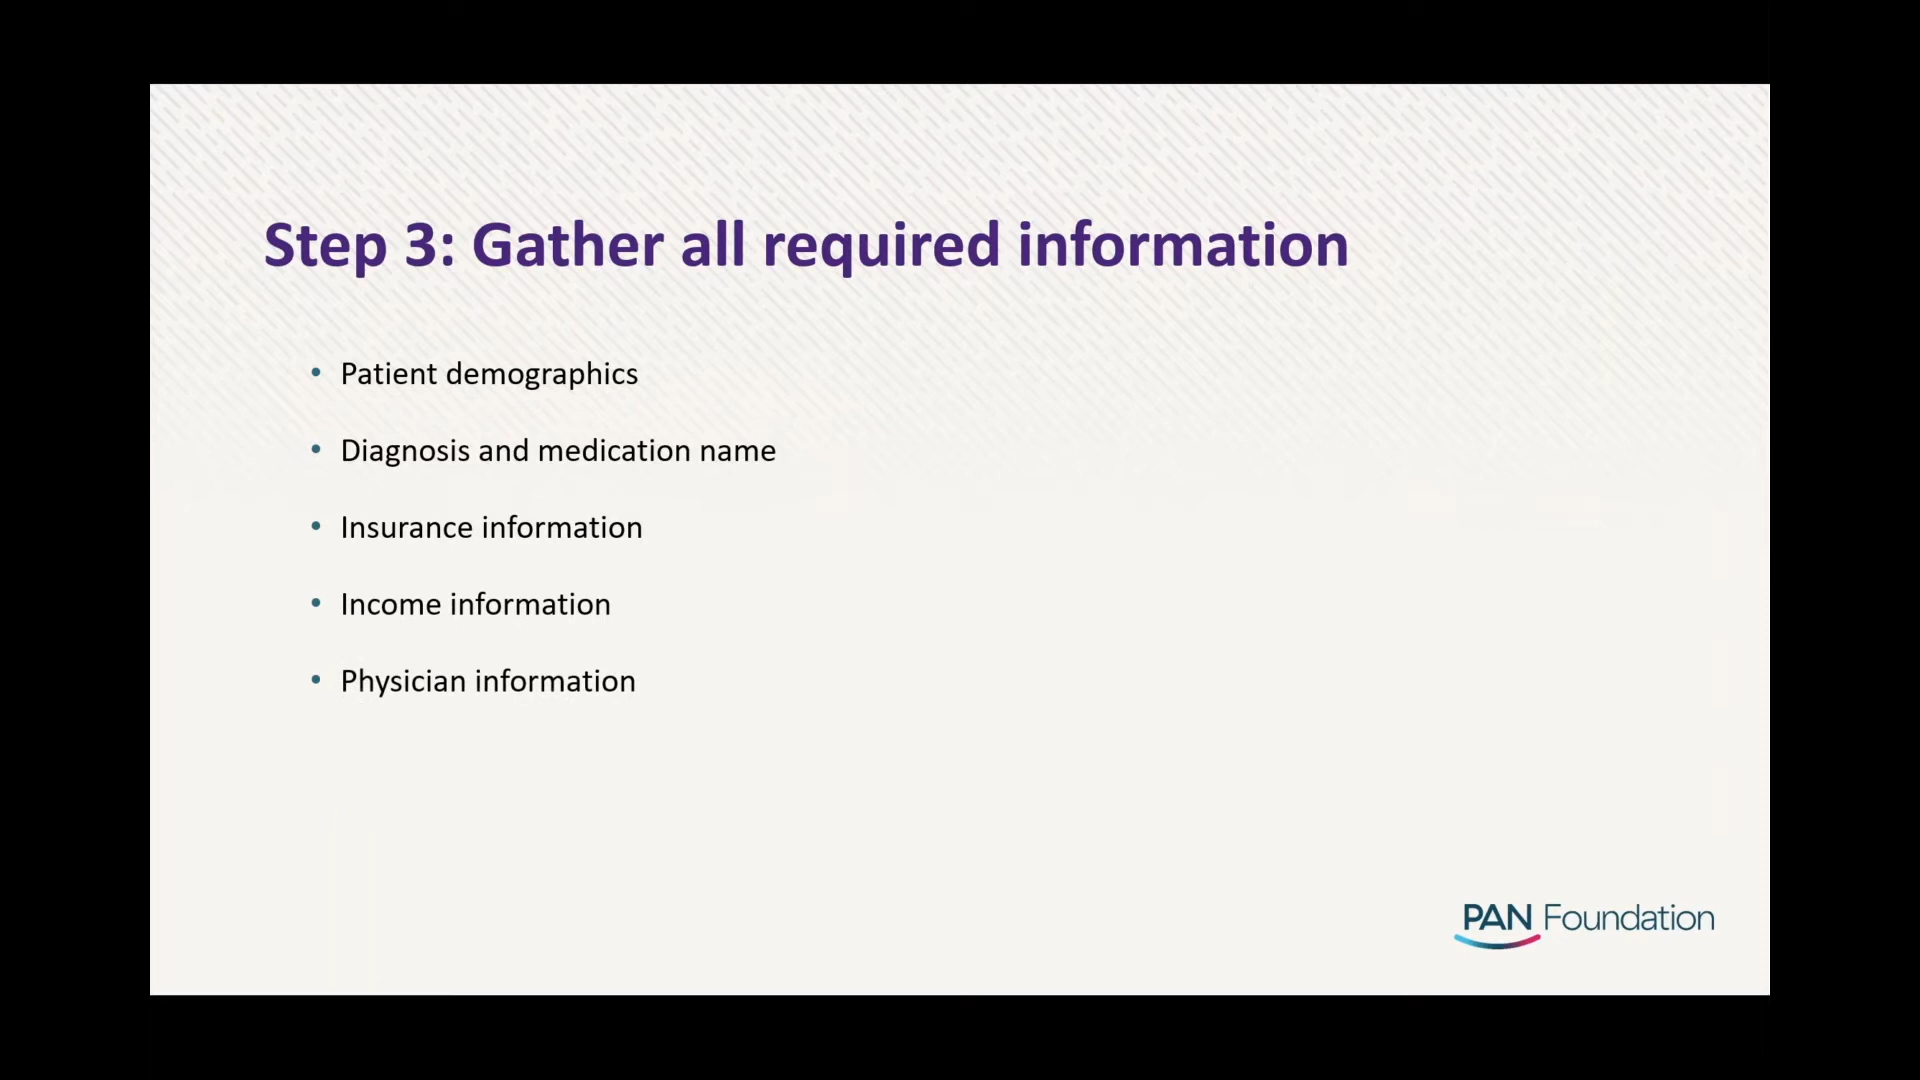 Step 3: Gather all required information
• Patient demographics
• Diagnosis and medication name
• Insurance information
• Income information
• Physician information
PAN Foundation